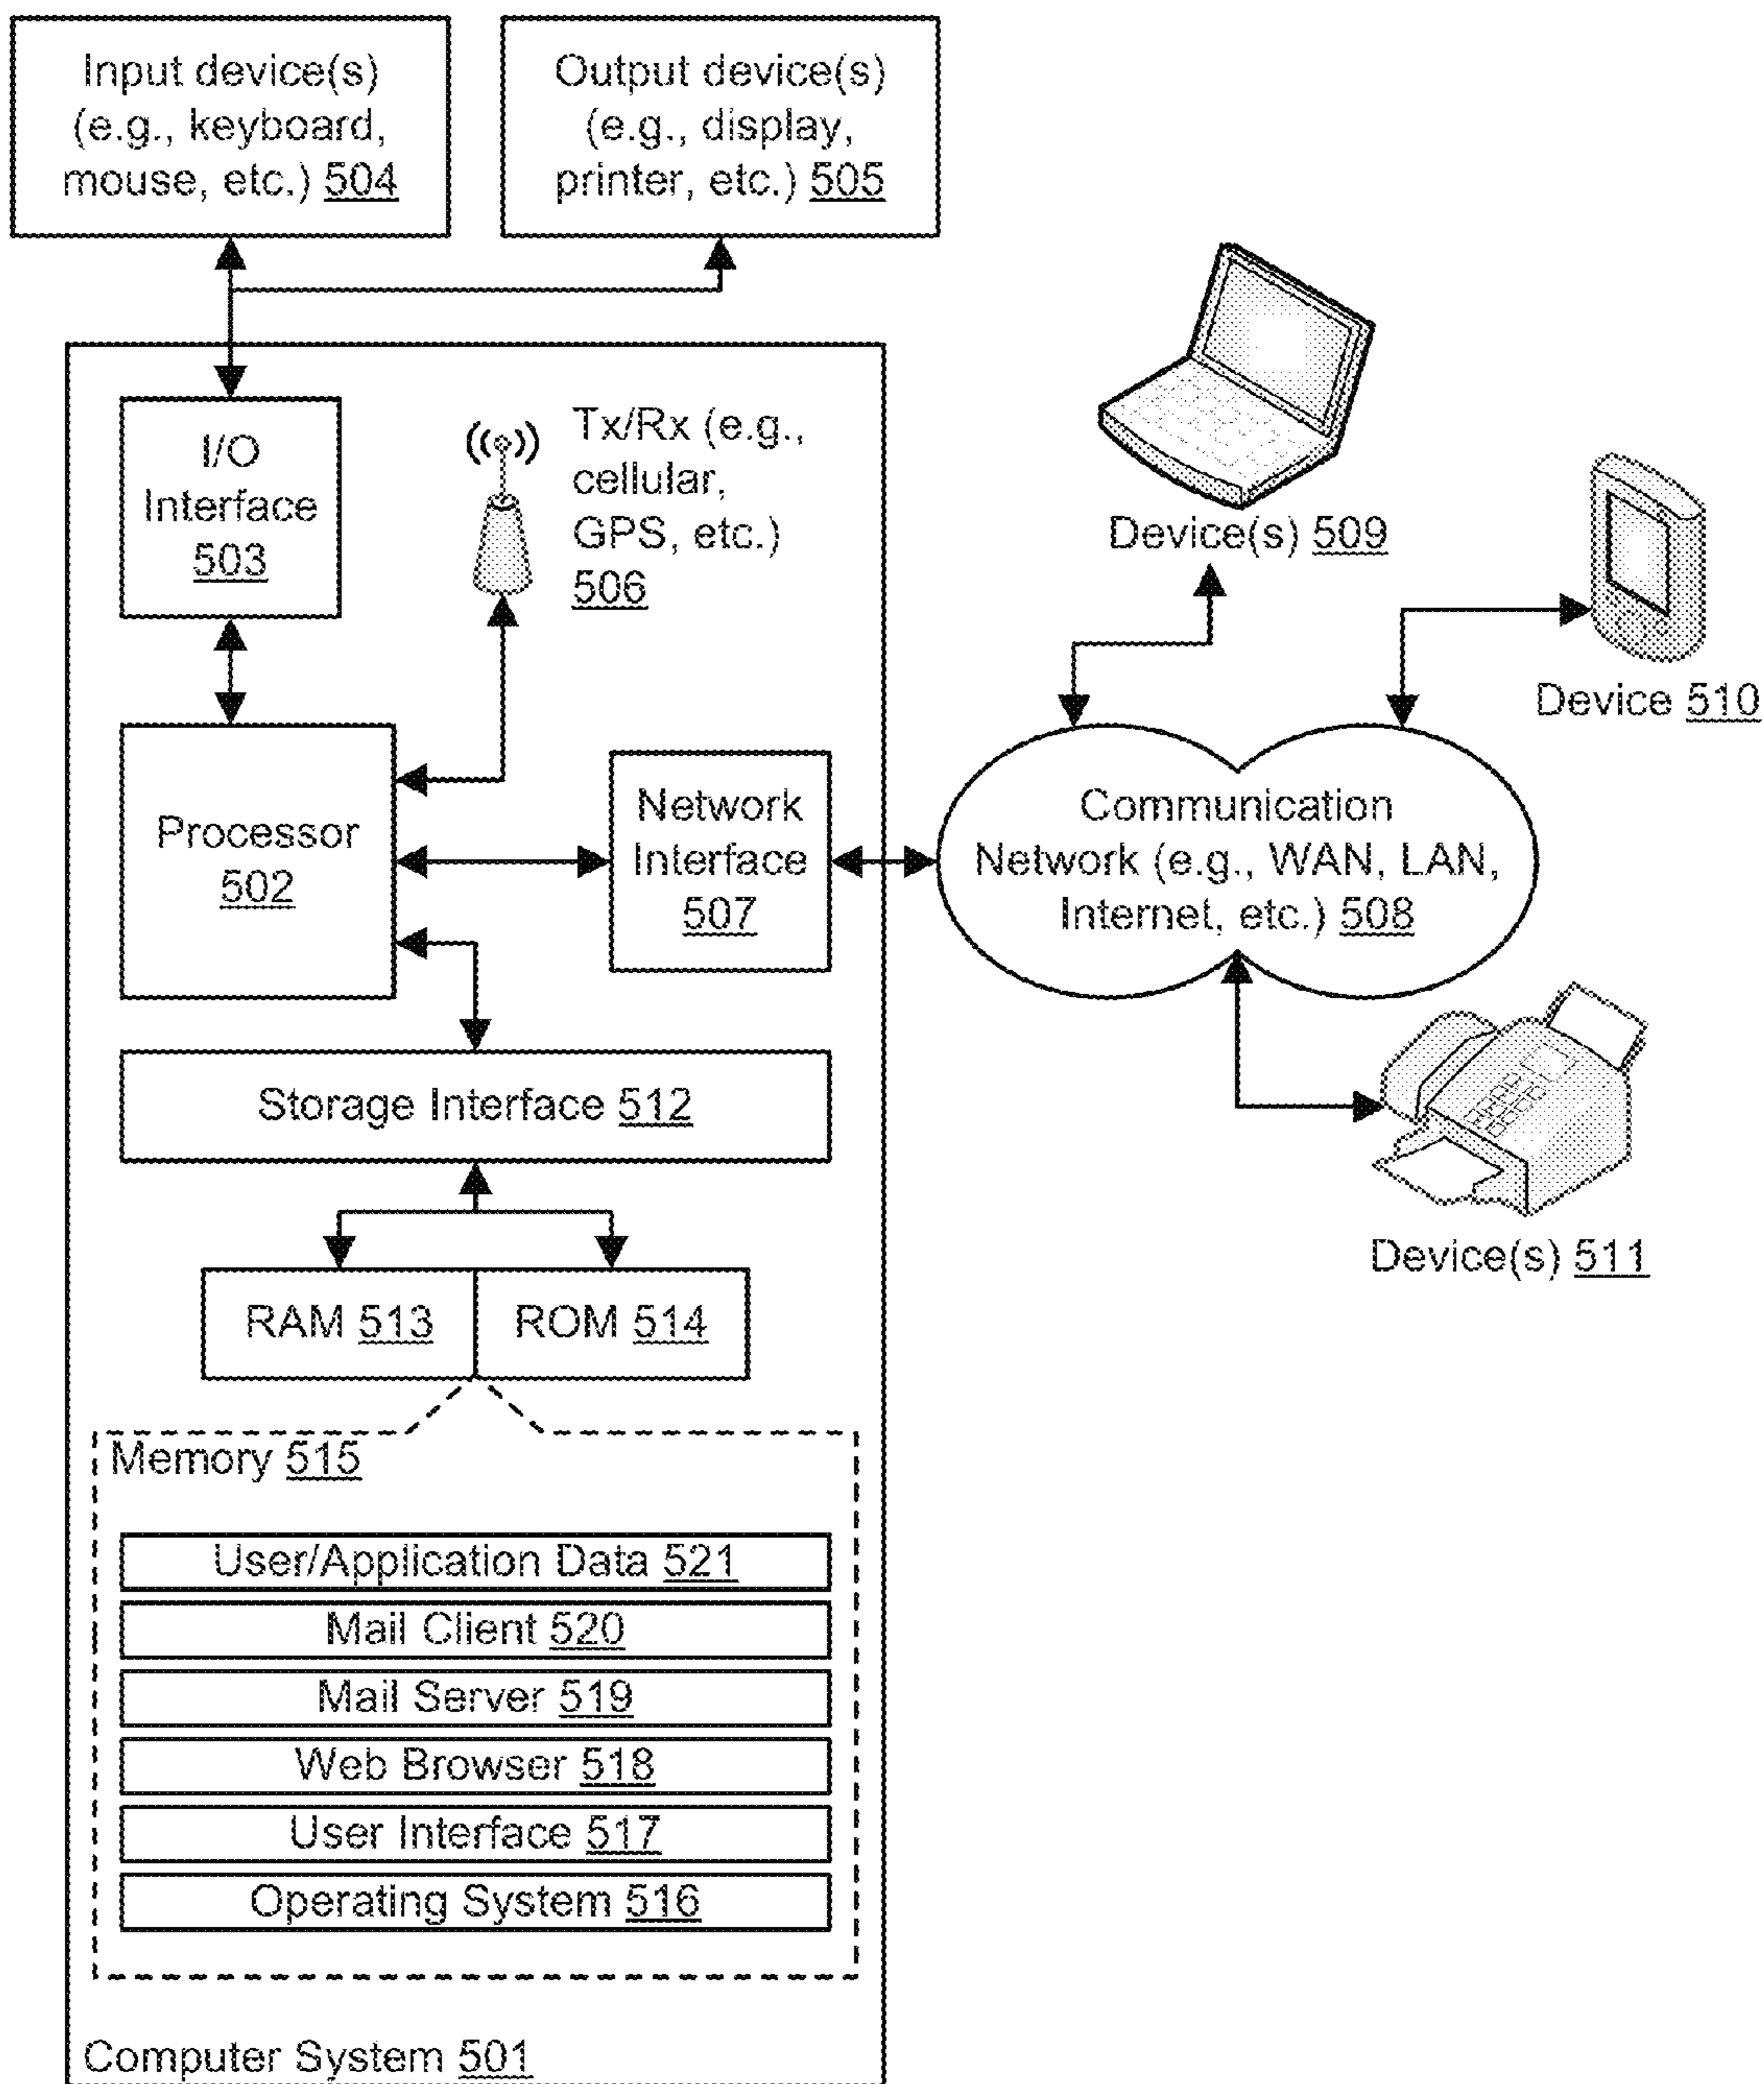 Input device(s)
(e.g., keyboard,
mouse, etc.) 504
Output device(s)
(e.g., display,
printer, etc.) 505
I/O
Interface
503
Tx/Rx (e.g.,
cellular,
GPS, etc.)
506
Device(s) 509
Device 510
Processor
502
Network
Interface
507
Communication
Network (e.g., WAN, LAN,
Internet, etc.) 508
Storage Interface 512
Device(s) 511
RAM 513
ROM 514
Memory 515
User/Application Data 521
Mail Client 520
Mail Server 519
Web Browser 518
User Interface 517
Operating System 516
Computer System 501